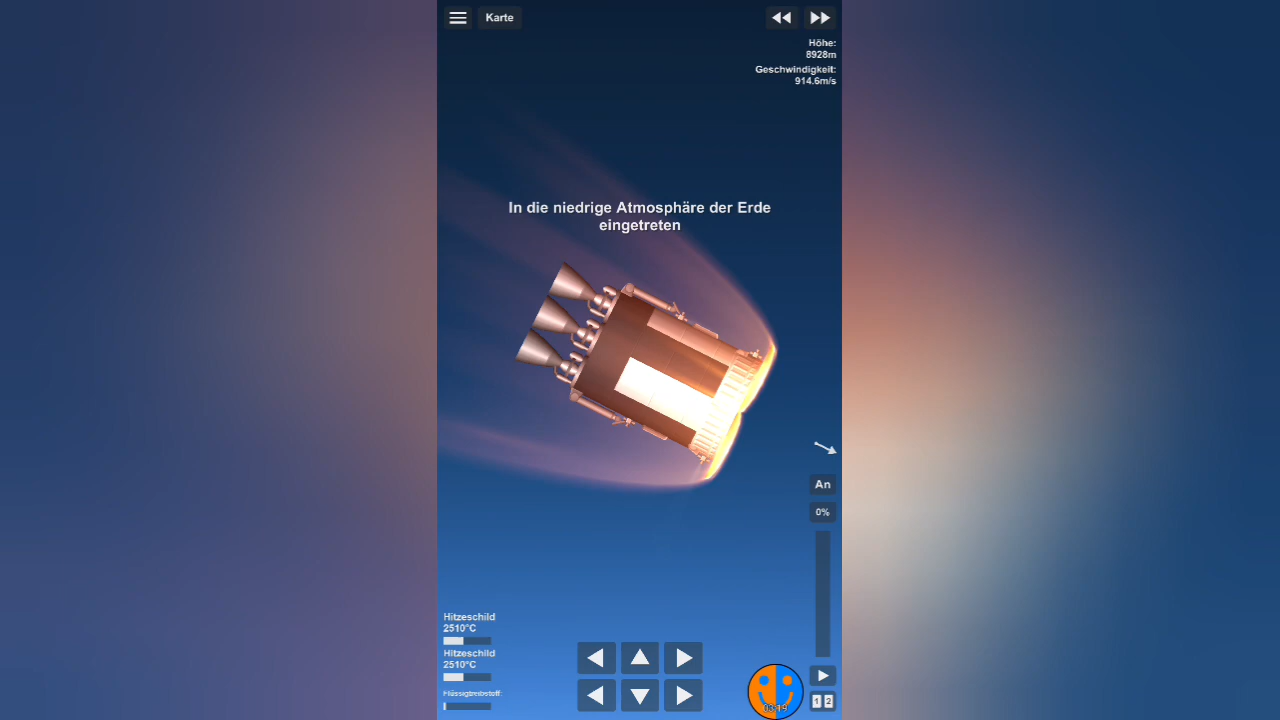 Karte
Höhe:
8928m
Geschwindigkeit:
914.6m/s
In die niedrige Atmosphäre der Erde
eingetreten
An
0%
Hitzeschild
2510°C
Hitzeschild
2510°C
Flüssigtreibstoff:
1 2